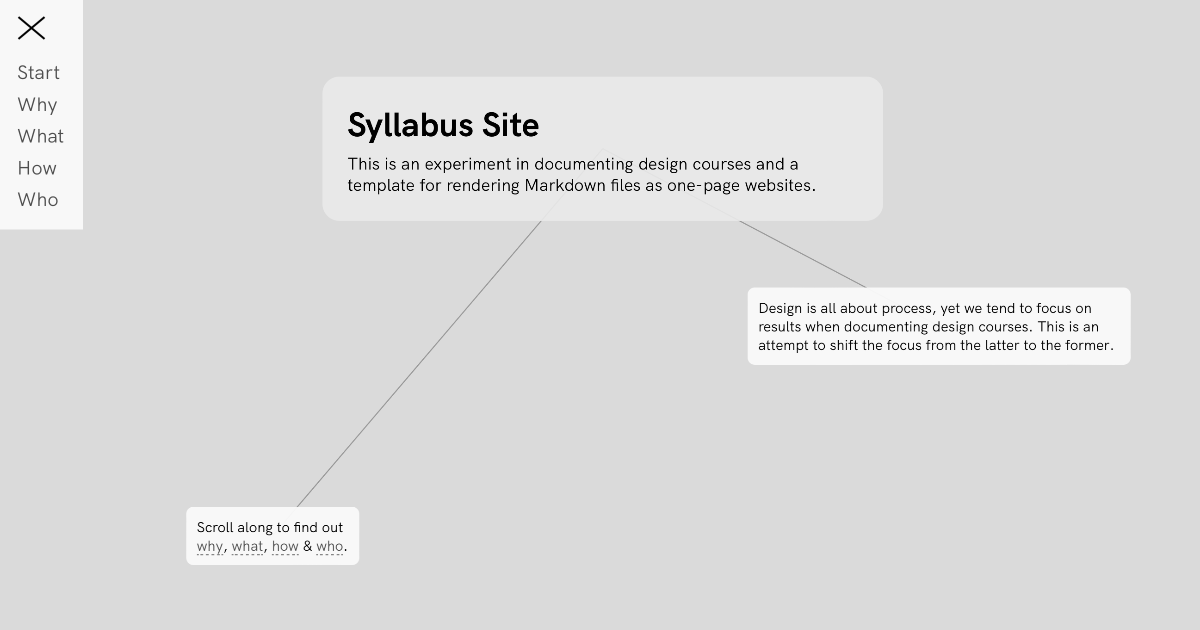 Start
Why
What
How
Who
Syllabus Site
This is an experiment in documenting design courses and a
template for rendering Markdown files as one-page websites.
Design is all about process, yet we tend to focus on
results when documenting design courses. This is an
attempt to shift the focus from the latter to the former.
Scroll along to find out
why, what, how & who.